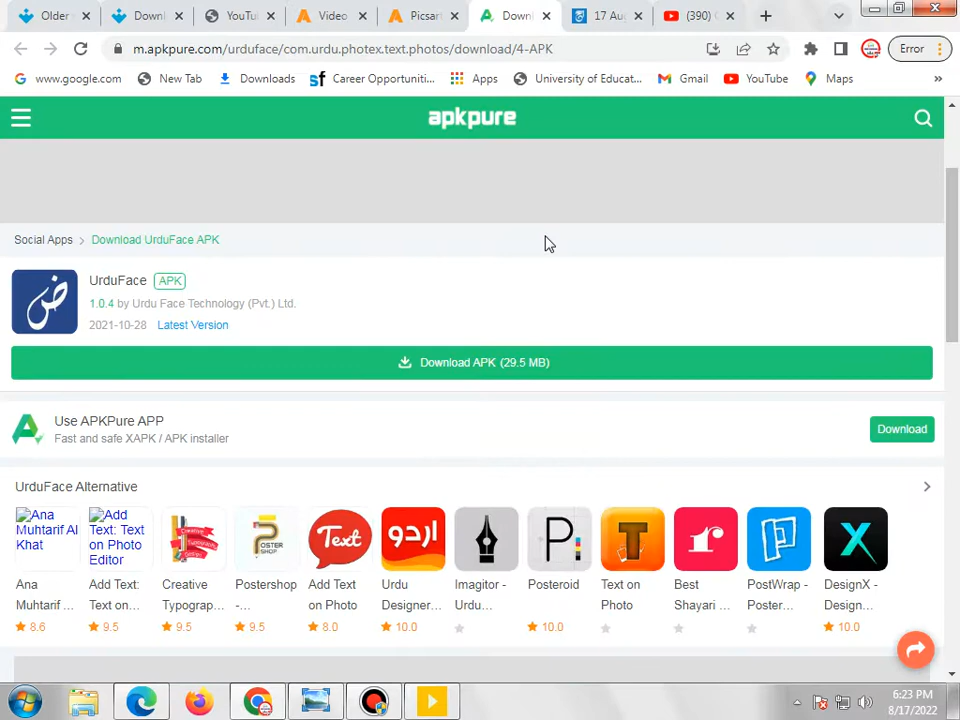 Older
Downl
YouTu
Video
Picsar
Downl
17 Au
(390)
m.apkpure.com/urduface/com.urdu.photex.text.photos/download/4-APK
Error
www.google.com
New Tab
Downloads
Career Opportuniti...
Apps
University of Educat...
Gmail
YouTube
Maps
»
apkpure
Social Apps > Download UrduFace APK
ض
UrduFace APK
1.0.4 by Urdu Face Technology (Pvt.) Ltd.
2021-10-28 Latest Version
Download APK (29.5 MB)
Use APKPure APP
Fast and safe XAPK / APK installer
Download
UrduFace Alternative
Ana Muhtarif Al Khat
Add Text: Text on Photo Editor
Creative Typography Design
POSTER SHOP
Text
اردو
P
T
r
P
X
Ana Muhtarif ...
8.6
Add Text: Text on...
9.5
Creative Typograp...
9.5
Postershop -...
9.5
Add Text on Photo
8.0
Urdu Designer...
10.0
Imagitor - Urdu...
Posteroid
10.0
Text on Photo
Best Shayari ...
PostWrap - Poster...
DesignX - Design...
10.0
6:23 PM
8/17/2022